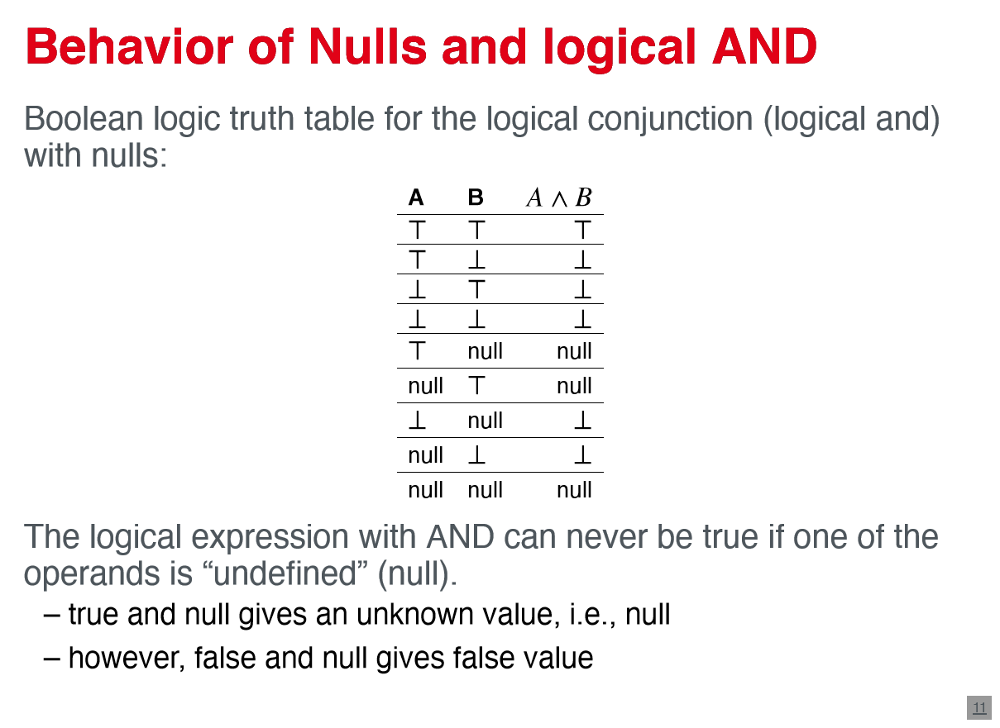 Behavior of Nulls and logical AND
Boolean logic truth table for the logical conjunction (logical and)
with nulls:
A B A ∧ B
⊤ ⊤ ⊤
⊤ ⊥ ⊥
⊥ ⊤ ⊥
⊥ ⊥ ⊥
⊤ null null
null ⊤ null
⊥ null ⊥
null ⊥ ⊥
null null null
The logical expression with AND can never be true if one of the
operands is “undefined” (null).
– true and null gives an unknown value, i.e., null
– however, false and null gives false value
11